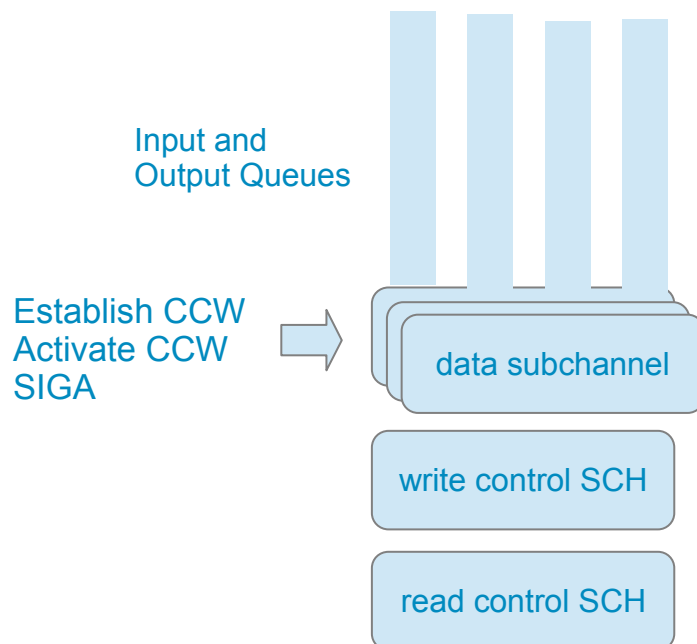 Input and
Output Queues
Establish CCW
Activate CCW
SIGA
data subchannel
write control SCH
read control SCH